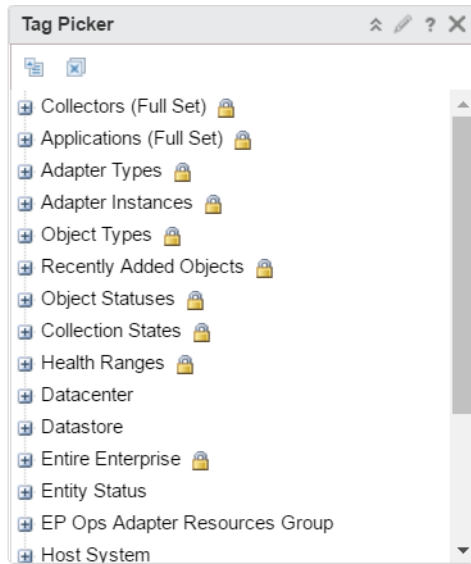 Tag Picker ?
Collectors (Full Set)
Applications (Full Set)
Adapter Types
Adapter Instances
Object Types
Recently Added Objects
Object Statuses
Collection States
Health Ranges
Datacenter
Datastore
Entire Enterprise
Entity Status
EP Ops Adapter Resources Group
Host System